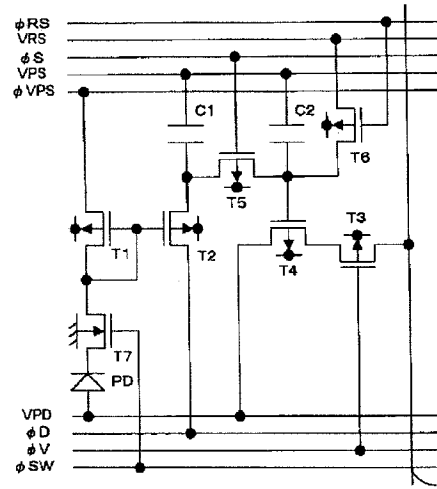 φRS
VRS
φS
VPS
φVPS
C1
C2
T6
T5
T3
T1
T2
T4
T7
PD
VPD
φD
φV
φSW